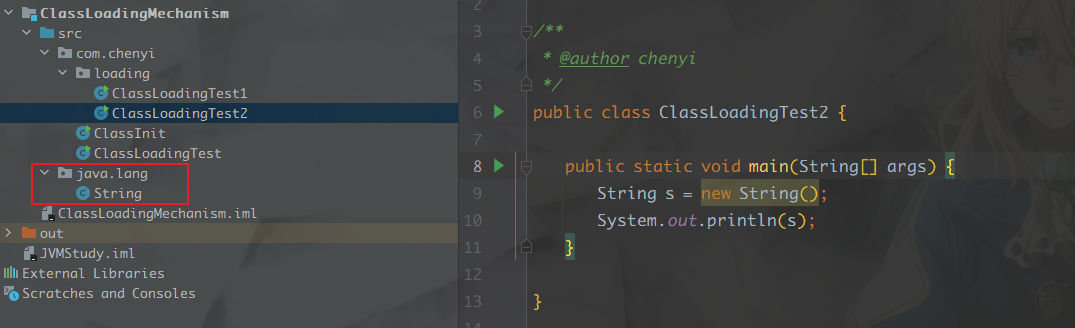 ClassLoadingMechanism
src
com.chenyi
loading
ClassLoadingTest1
ClassLoadingTest2
ClassInit
ClassLoadingTest
java.lang
String
ClassLoadingMechanism.iml
out
JVMStudy.iml
External Libraries
Scratches and Consoles
2
3 /**
4 * @author chenyi
5 */
6 public class ClassLoadingTest2 {
7
8 public static void main(String[] args) {
9 String s = new String();
10 System.out.println(s);
11 }
12
13 }